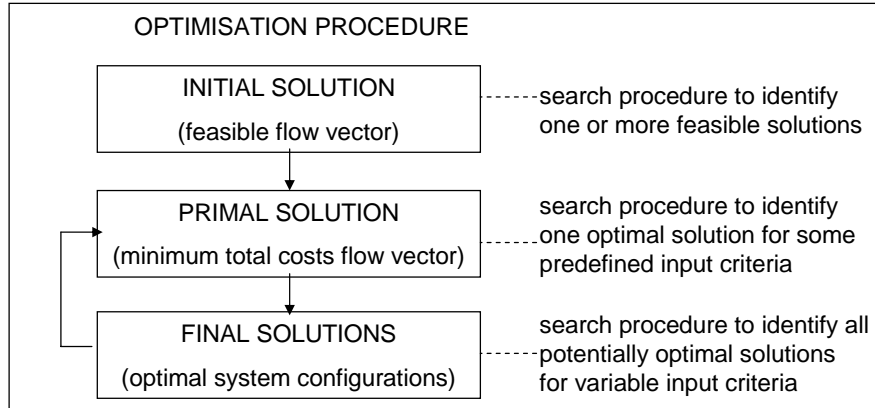 OPTIMISATION PROCEDURE
INITIAL SOLUTION
(feasible flow vector)
search procedure to identify
one or more feasible solutions
PRIMAL SOLUTION
(minimum total costs flow vector)
search procedure to identify
one optimal solution for some
predefined input criteria
FINAL SOLUTIONS
(optimal system configurations)
search procedure to identify all
potentially optimal solutions
for variable input criteria